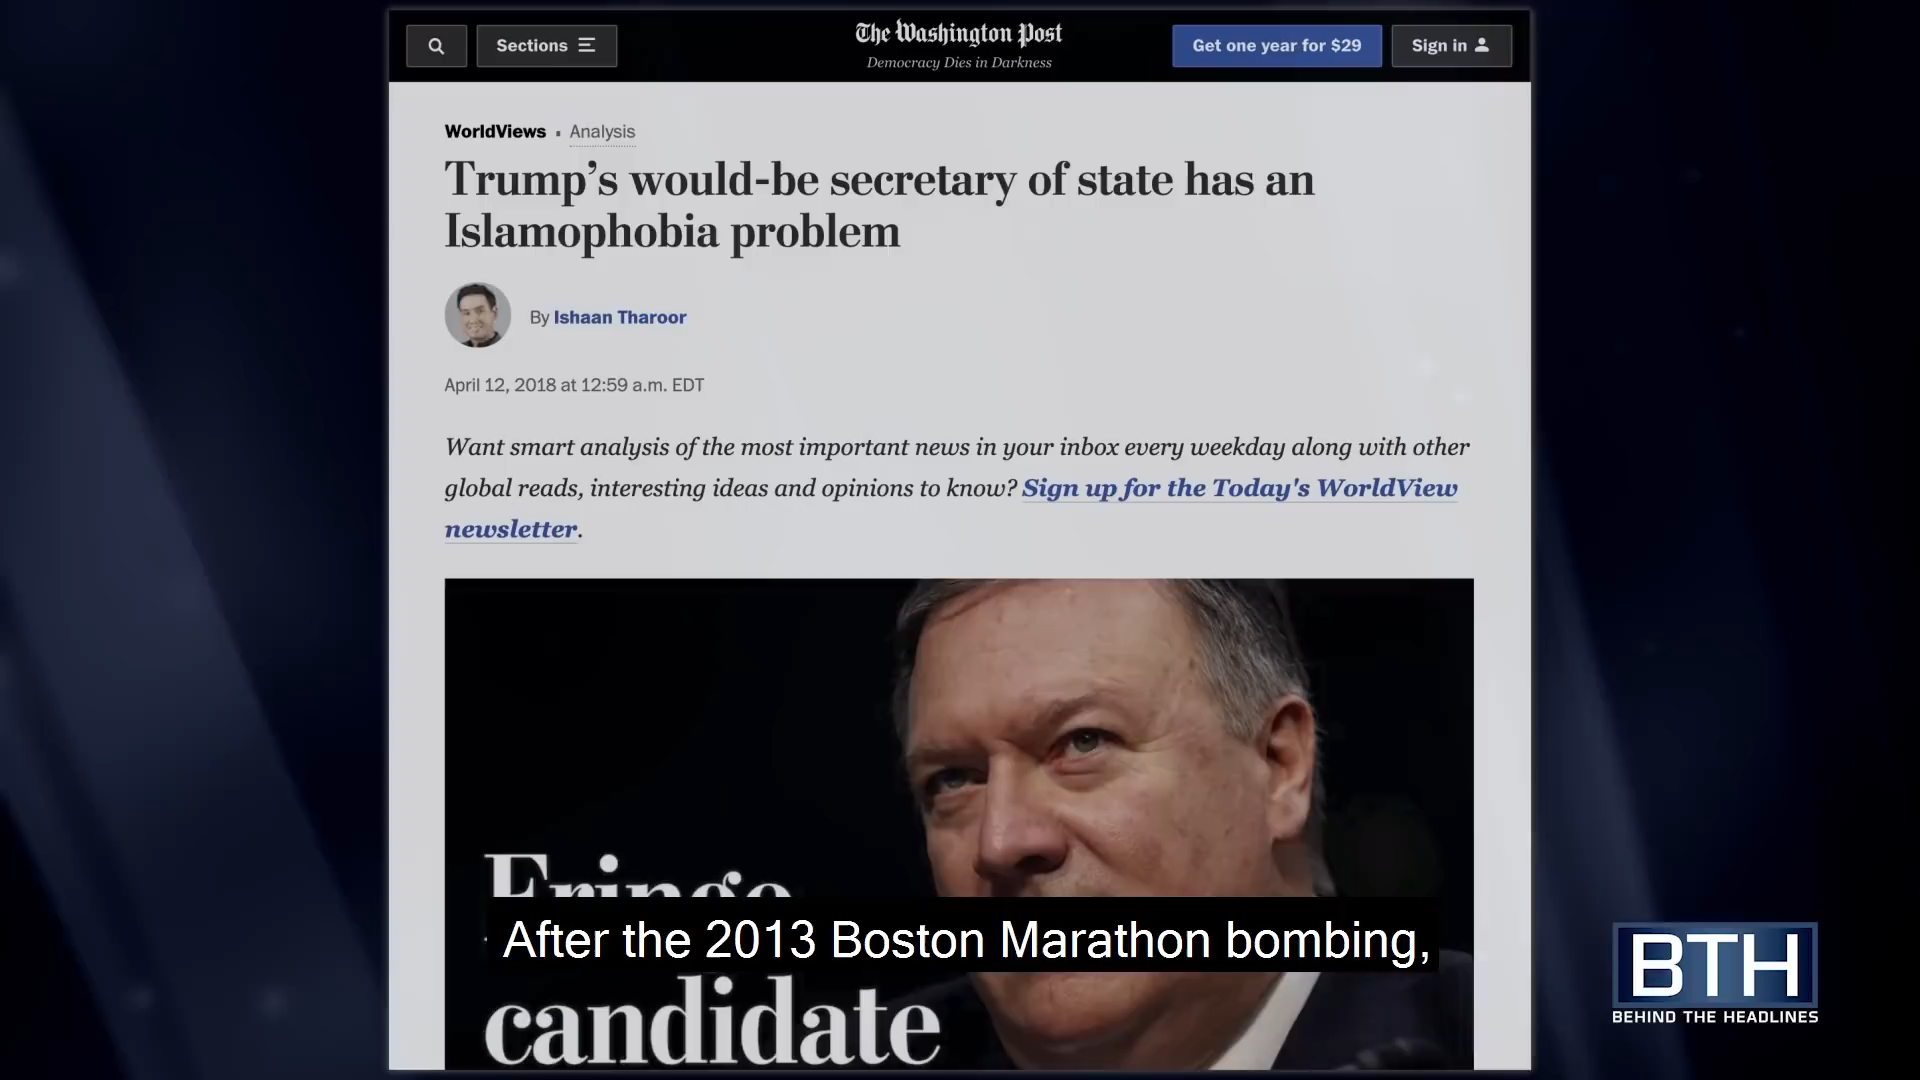 Sections
The Washington Post
Democracy Dies in Darkness
Get one year for $29
Sign in
WorldViews ▪ Analysis
Trump’s would-be secretary of state has an
Islamophobia problem
By Ishaan Tharoor
April 12, 2018 at 12:59 a.m. EDT
Want smart analysis of the most important news in your inbox every weekday along with other
global reads, interesting ideas and opinions to know? Sign up for the Today's WorldView
newsletter.
Fringe
After the 2013 Boston Marathon bombing,
candidate
BTH
BEHIND THE HEADLINES